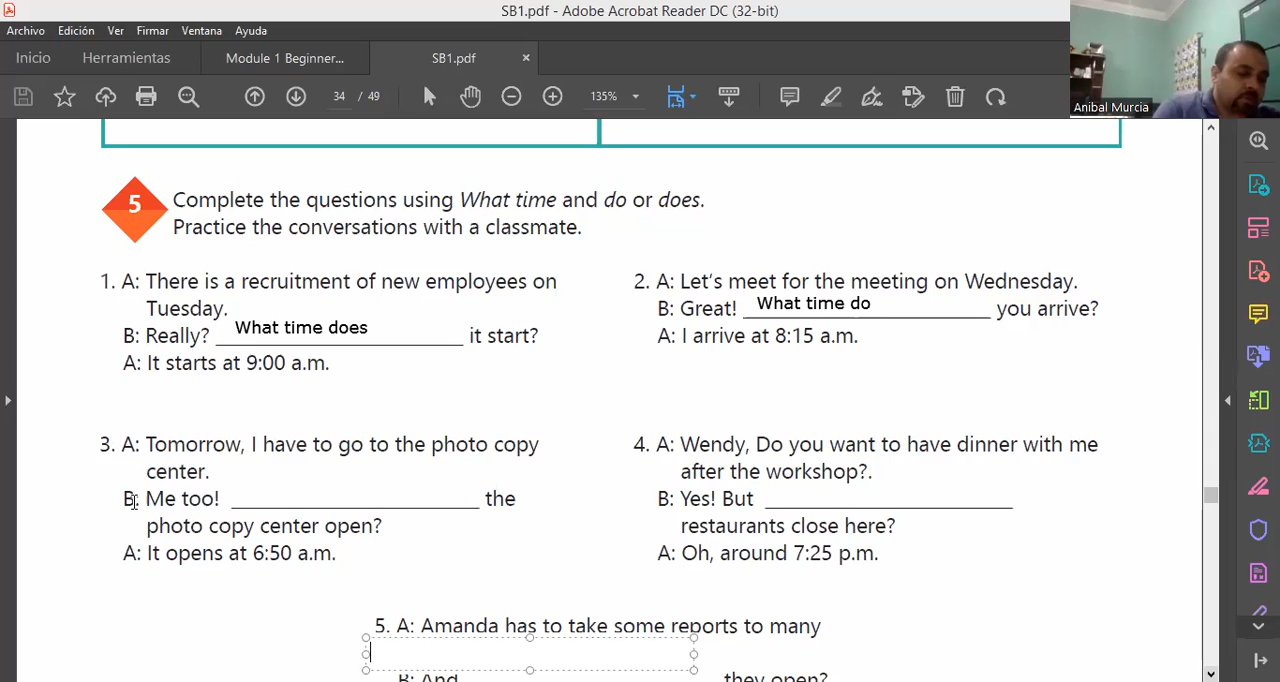 SB1.pdf - Adobe Acrobat Reader DC (32-bit)
Archivo Edición Ver Firmar Ventana Ayuda
Inicio Herramientas Module 1 Beginner... SB1.pdf ×
34 / 49 135%
Anibal Murcia
5 Complete the questions using What time and do or does.
Practice the conversations with a classmate.
1. A: There is a recruitment of new employees on
Tuesday.
B: Really? What time does it start?
A: It starts at 9:00 a.m.
2. A: Let's meet for the meeting on Wednesday.
B: Great! What time do you arrive?
A: I arrive at 8:15 a.m.
3. A: Tomorrow, I have to go to the photo copy
center.
B: Me too! ____________ the
photo copy center open?
A: It opens at 6:50 a.m.
4. A: Wendy, Do you want to have dinner with me
after the workshop?.
B: Yes! But ____________
restaurants close here?
A: Oh, around 7:25 p.m.
5. A: Amanda has to take some reports to many
B: And ____________ they open?